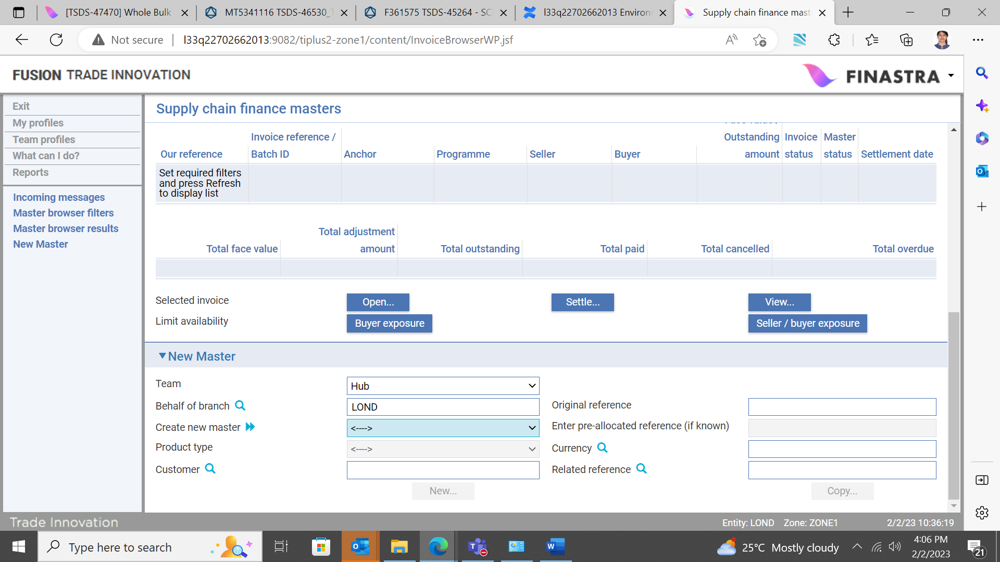 [TSDS-47470] Whole Bulk
MT5341116 TSDS-46530_T
F361575 TSDS-45264 - SC
l33q22702662013 Environ
Supply chain finance mast
Not secure
l33q22702662013:9082/tiplus2-zone1/content/InvoiceBrowserWP.jsf
FUSION TRADE INNOVATION
FINASTRA
Exit
My profiles
Team profiles
What can I do?
Reports
Incoming messages
Master browser filters
Master browser results
New Master
Supply chain finance masters
Our reference
Invoice reference /
Batch ID
Anchor
Programme
Seller
Buyer
Outstanding
amount
Invoice
status
Master
status
Settlement date
Set required filters
and press Refresh
to display list
Total face value
Total adjustment
amount
Total outstanding
Total paid
Total cancelled
Total overdue
Selected invoice
Open...
Settle...
View...
Limit availability
Buyer exposure
Seller / buyer exposure
New Master
Team
Hub
Behalf of branch
LOND
Original reference
Create new master
<---->
Enter pre-allocated reference (if known)
Product type
<---->
Currency
Customer
Related reference
New...
Copy...
Trade Innovation
Entity: LOND Zone: ZONE1
2/2/23 10:36:19
Type here to search
25°C Mostly cloudy
4:06 PM
2/2/2023
21